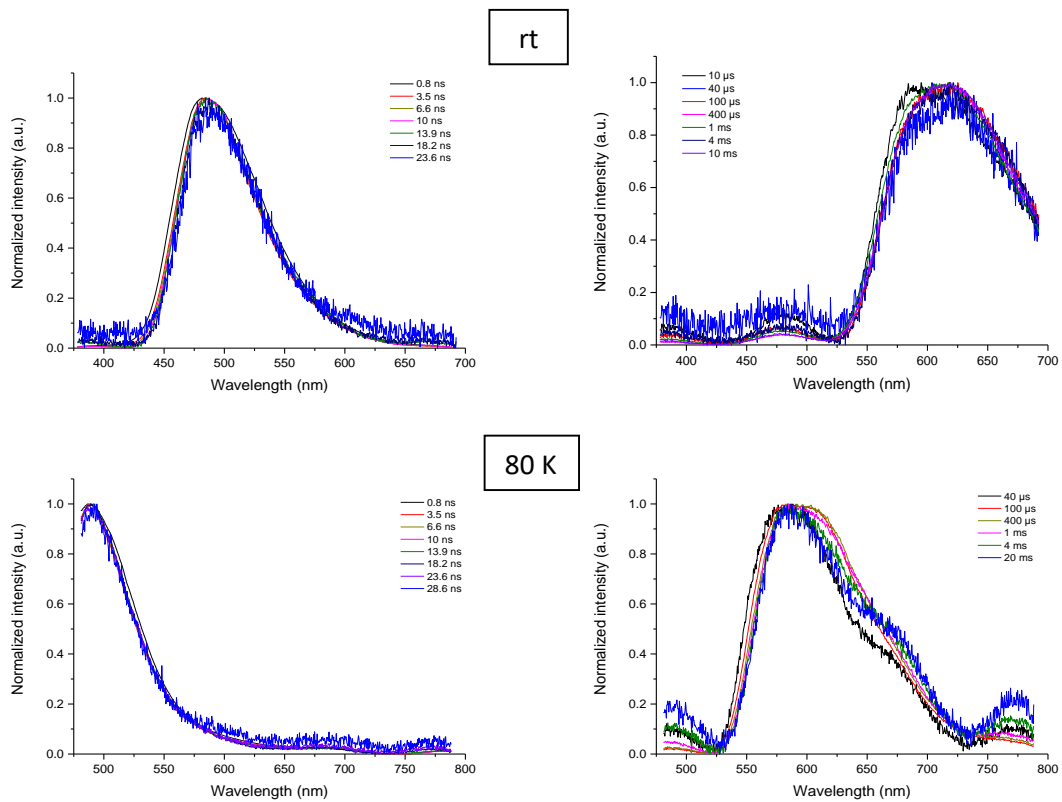 rt
0.8 ns
3.5 ns
6.6 ns
10 ns
13.9 ns
18.2 ns
23.6 ns
1.0
0.8
0.6
0.4
0.2
0.0
Normalized intensity (a.u.)
400 450 500 550 600 650 700
Wavelength (nm)
10 µs
40 µs
100 µs
400 µs
1 ms
4 ms
10 ms
1.0
0.8
0.6
0.4
0.2
0.0
Normalized intensity (a.u.)
400 450 500 550 600 650 700
Wavelength (nm)
80 K
0.8 ns
3.5 ns
6.6 ns
10 ns
13.9 ns
18.2 ns
23.6 ns
28.6 ns
1.0
0.8
0.6
0.4
0.2
0.0
Normalized intensity (a.u.)
500 550 600 650 700 750 800
Wavelength (nm)
40 µs
100 µs
400 µs
1 ms
4 ms
20 ms
1.0
0.8
0.6
0.4
0.2
0.0
Normalized intensity (a.u.)
500 550 600 650 700 750 800
Wavelength (nm)